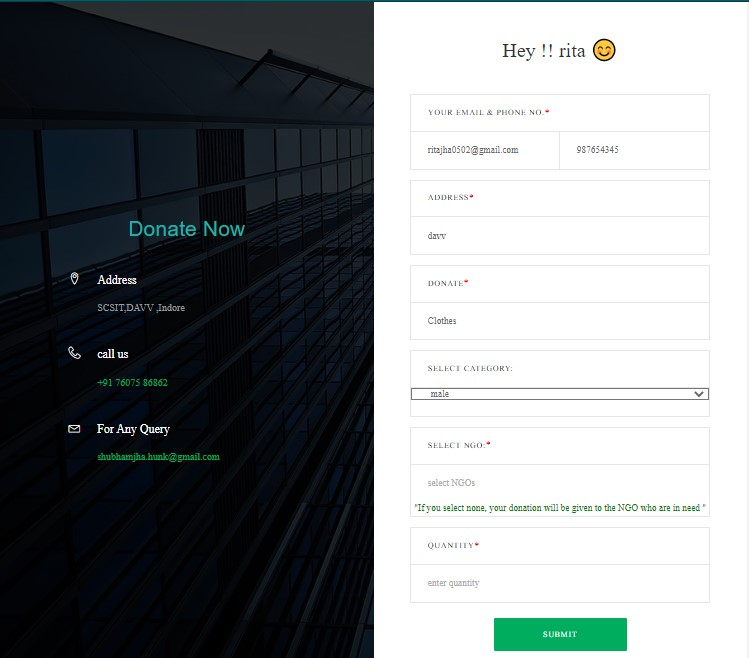 Donate Now
Address
SCSIT,DAVV ,Indore
call us
+91 76075 86862
For Any Query
shubhamjha.hunk@gmail.com
Hey !! rita 😊
YOUR EMAIL & PHONE NO.*
ritajha0502@gmail.com 987654345
ADDRESS*
davv
DONATE*
Clothes
SELECT CATEGORY:
male
SELECT NGO:*
select NGOs
"If you select none, your donation will be given to the NGO who are in need "
QUANTITY*
enter quantity
SUBMIT